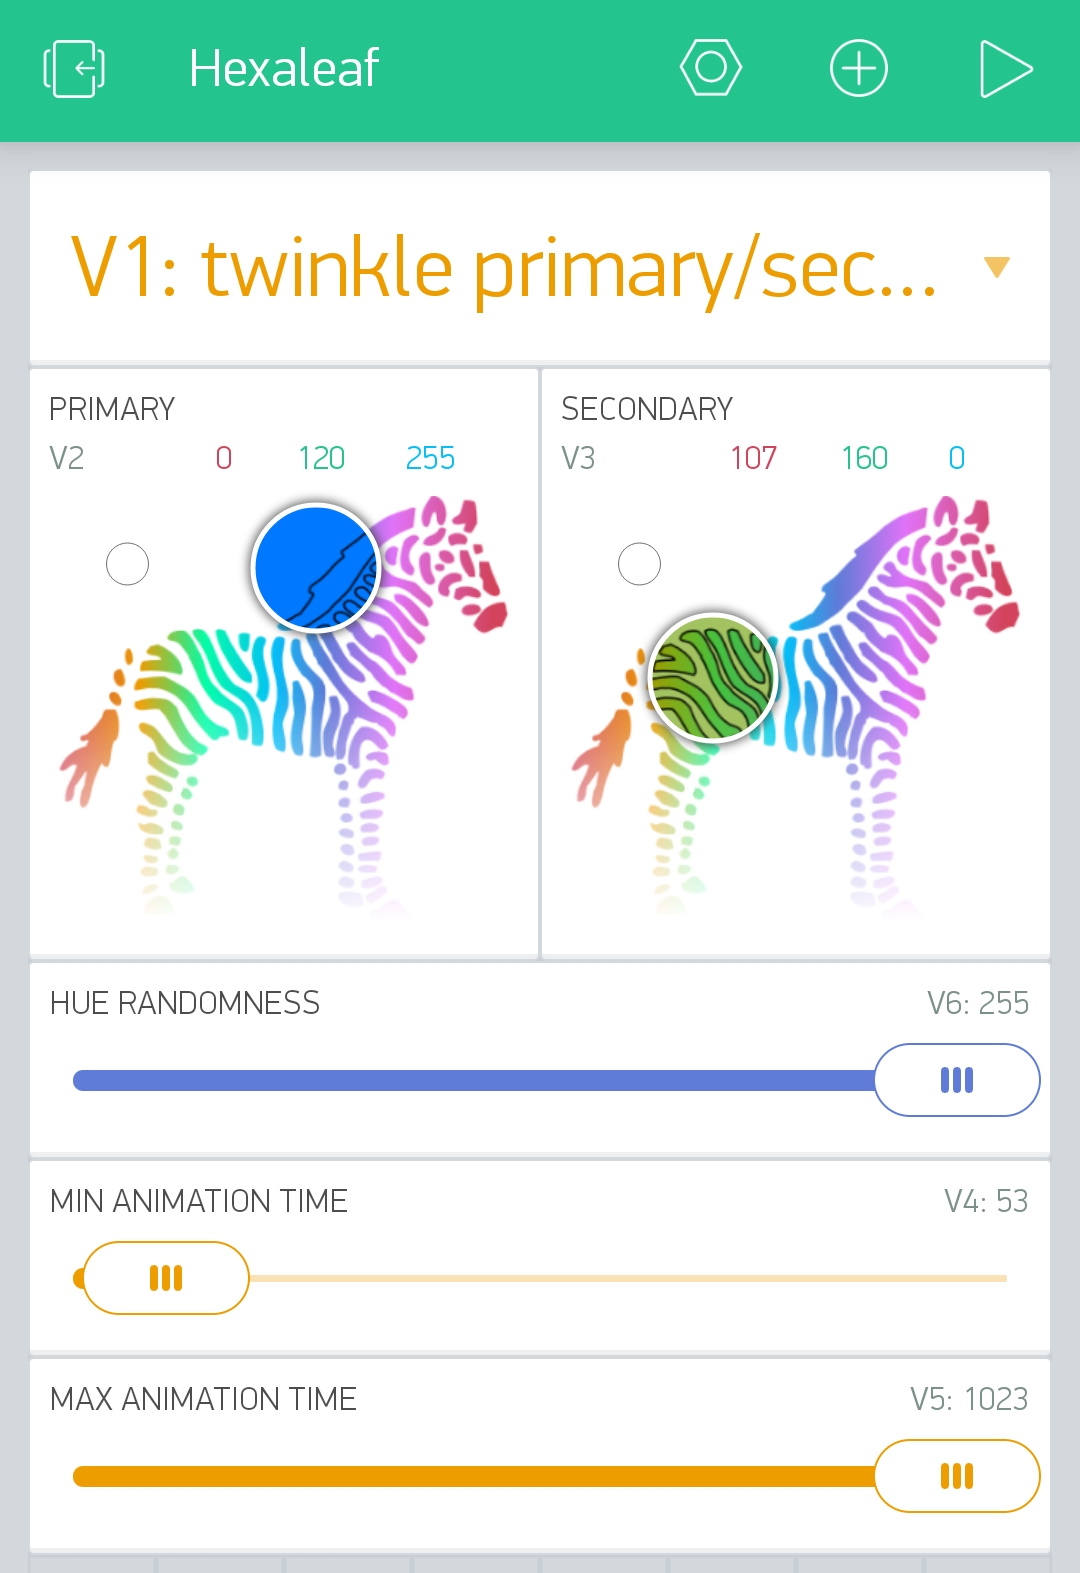 Hexaleaf
V1: twinkle primary/sec...
PRIMARY
V2 0 120 255
SECONDARY
V3 107 160 0
HUE RANDOMNESS V6: 255
MIN ANIMATION TIME V4: 53
MAX ANIMATION TIME V5: 1023